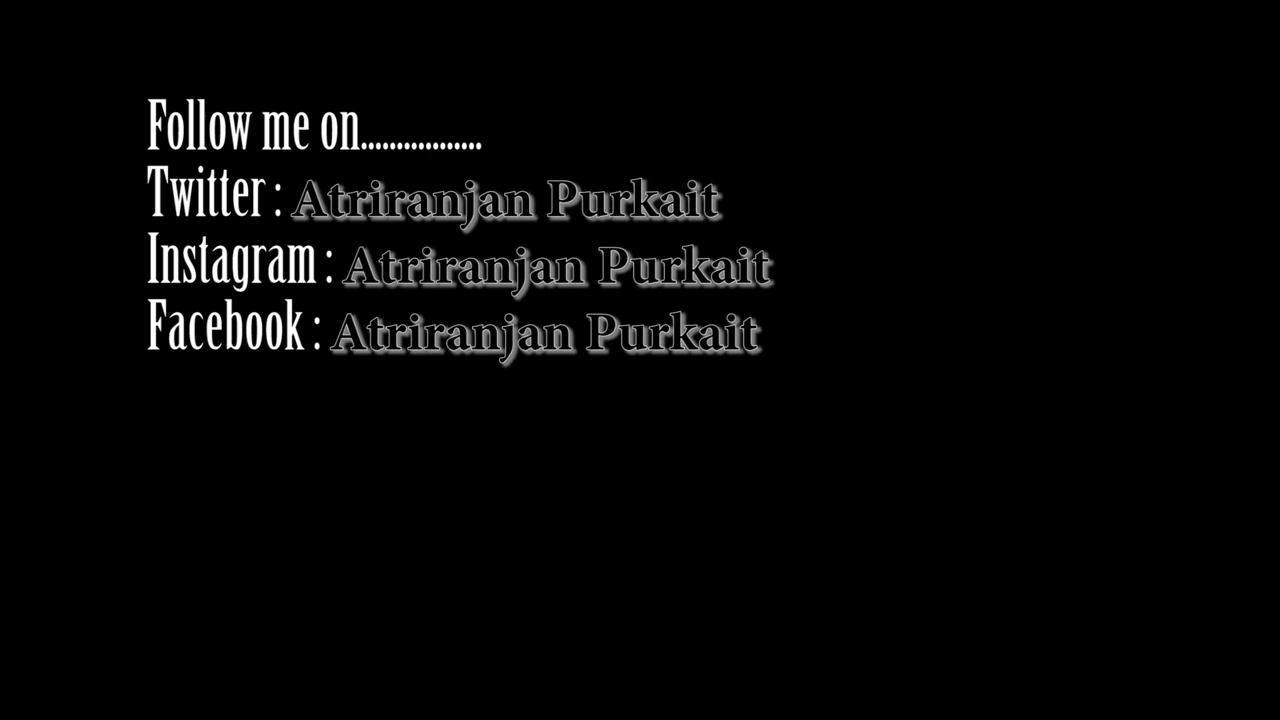 Follow me on.................
Twitter : Atriranjan Purkait
Instagram : Atriranjan Purkait
Facebook : Atriranjan Purkait